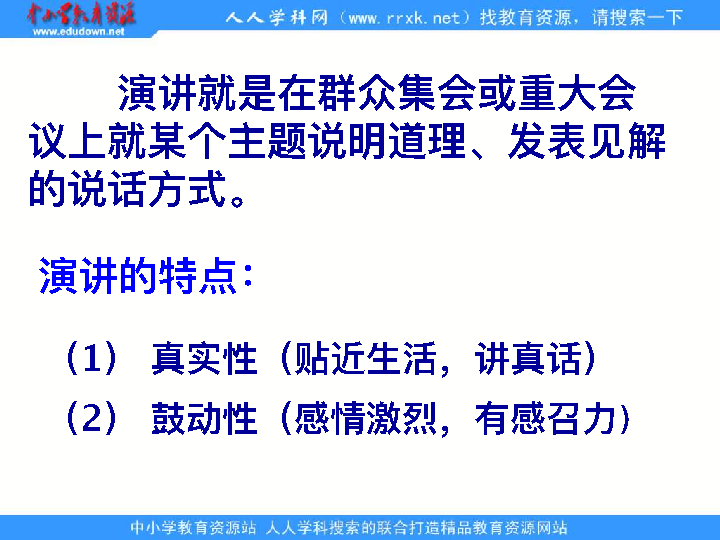 中小学教育资源
www.edudown.net
人人学科网（www.rrxk.net）找教育资源，请搜索一下
演讲就是在群众集会或重大会
议上就某个主题说明道理、发表见解
的说话方式。
演讲的特点：
（1） 真实性（贴近生活，讲真话）
（2） 鼓动性（感情激烈，有感召力)
中小学教育资源站 人人学科搜索的联合打造精品教育资源网站